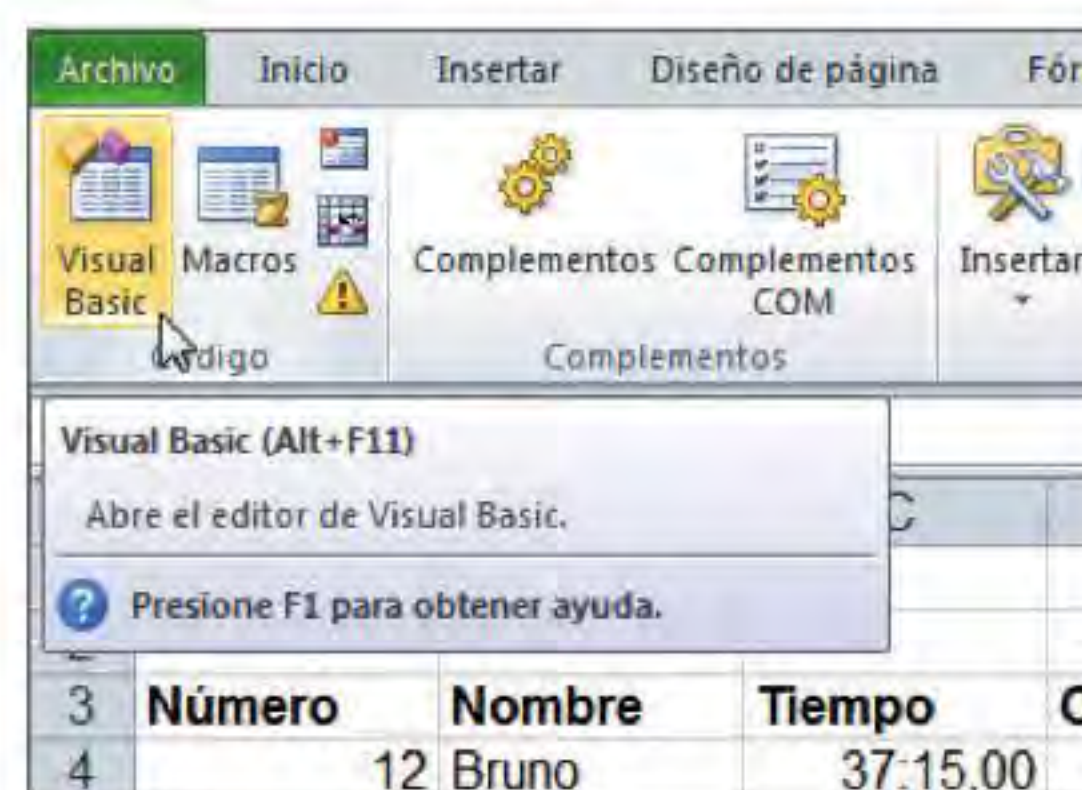 Archivo Inicio Insertar Diseño de página
Visual Basic
Macros
Complementos
Complementos COM
Insertar
Código
Complementos
Visual Basic (Alt+F11)
Abre el editor de Visual Basic.
Presione F1 para obtener ayuda.
C
3 Número Nombre Tiempo
4 12 Bruno 37:15,00